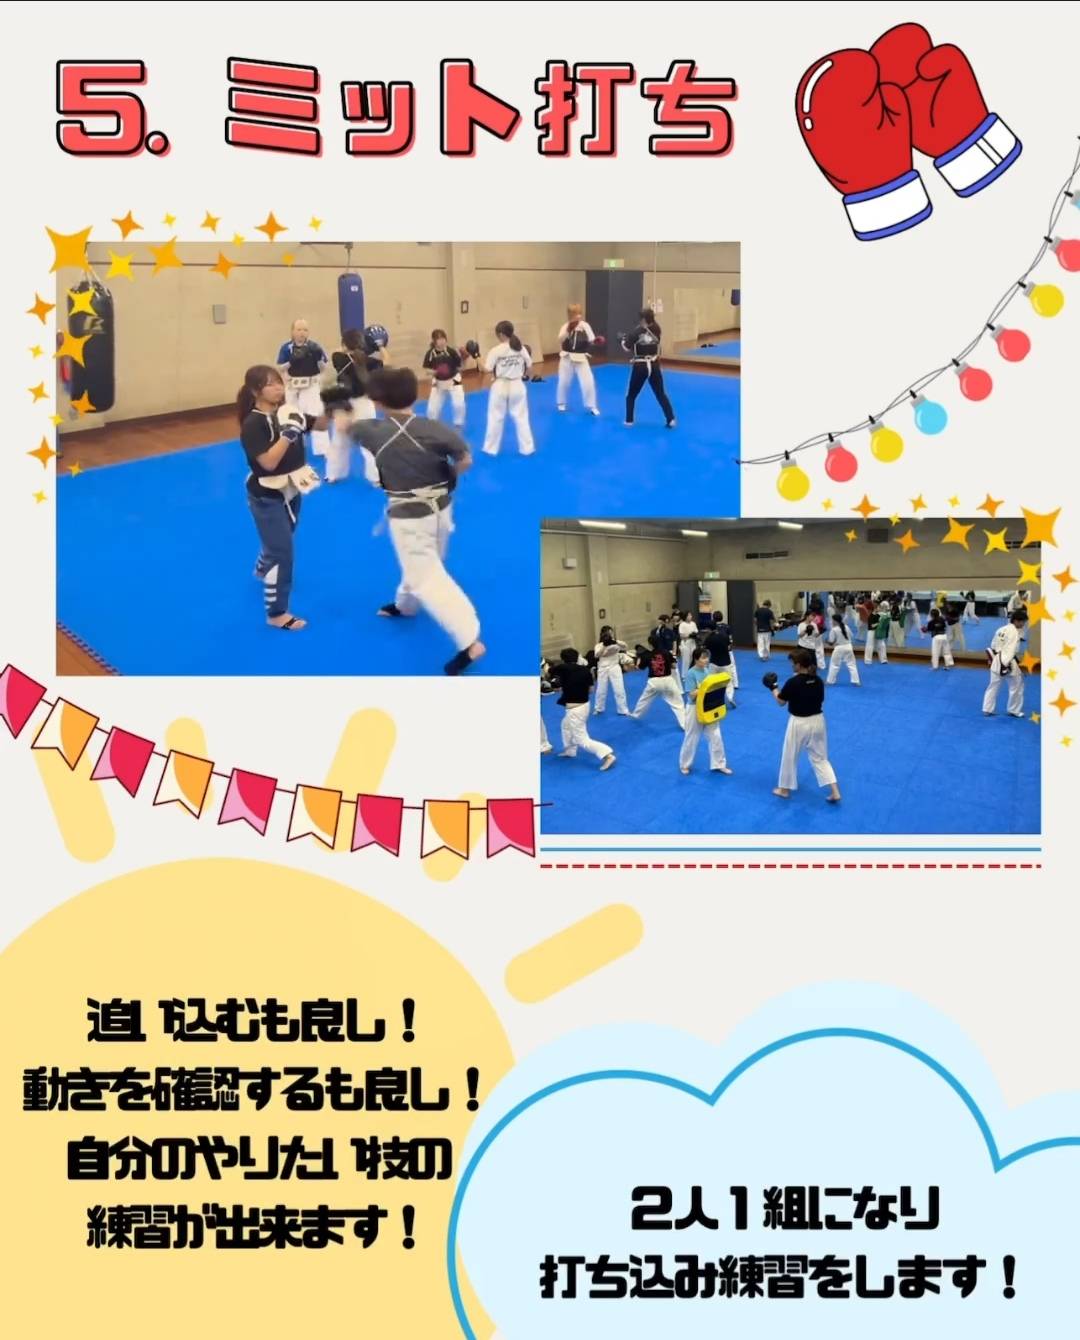 5. ミット打ち
追い込むも良し！
動きを確認するも良し！
自分のやりたい技の
練習が出来ます！
2人1組になり
打ち込み練習をします！